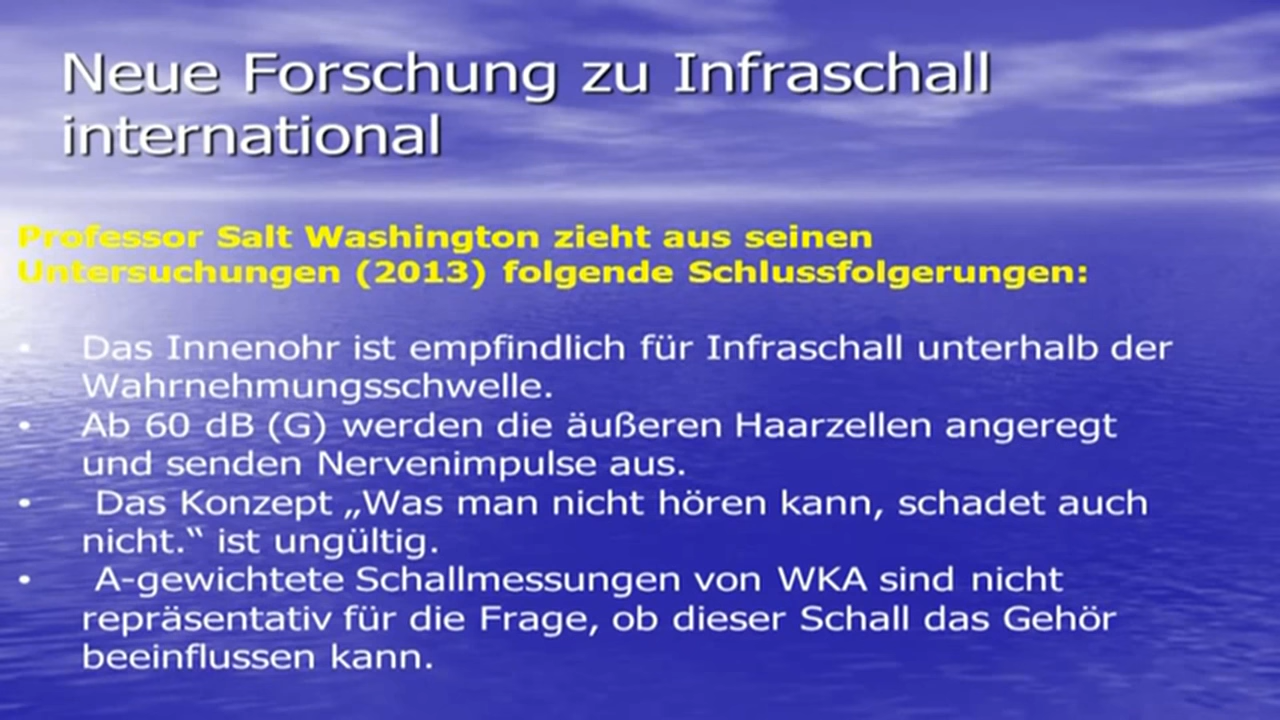 Neue Forschung zu Infraschall
international
Professor Salt Washington zieht aus seinen
Untersuchungen (2013) folgende Schlussfolgerungen:
• Das Innenohr ist empfindlich für Infraschall unterhalb der
Wahrnehmungsschwelle.
• Ab 60 dB (G) werden die äußeren Haarzellen angeregt
und senden Nervenimpulse aus.
• Das Konzept „Was man nicht hören kann, schadet auch
nicht.“ ist ungültig.
• A-gewichtete Schallmessungen von WKA sind nicht
repräsentativ für die Frage, ob dieser Schall das Gehör
beeinflussen kann.